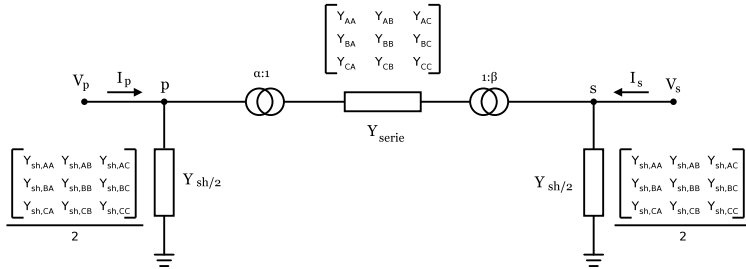 Y_AA Y_AB Y_AC
Y_BA Y_BB Y_BC
Y_CA Y_CB Y_CC
V_p I_p p α:1 1:β s I_s V_s
Y_serie
Y_sh,AA Y_sh,AB Y_sh,AC
Y_sh,BA Y_sh,BB Y_sh,BC
Y_sh,CA Y_sh,CB Y_sh,CC
2
Y_sh/2
Y_sh/2
Y_sh,AA Y_sh,AB Y_sh,AC
Y_sh,BA Y_sh,BB Y_sh,BC
Y_sh,CA Y_sh,CB Y_sh,CC
2